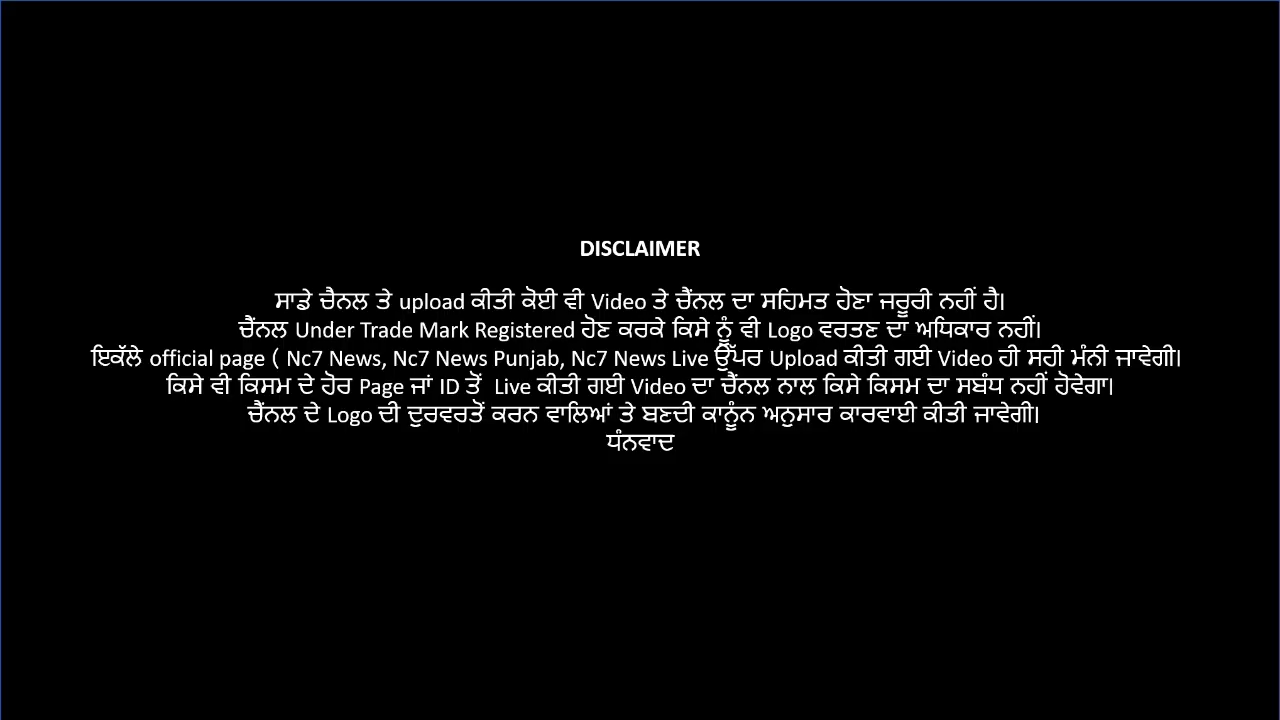 DISCLAIMER
ਸਾਡੇ ਚੈਨਲ ਤੇ upload ਕੀਤੀ ਕੋਈ ਵੀ Video ਤੇ ਚੈੱਨਲ ਦਾ ਸਹਿਮਤ ਹੋਣਾ ਜਰੂਰੀ ਨਹੀਂ ਹੈ।
ਚੈੱਨਲ Under Trade Mark Registered ਹੋਣ ਕਰਕੇ ਕਿਸੇ ਨੂੰ ਵੀ Logo ਵਰਤਣ ਦਾ ਅਧਿਕਾਰ ਨਹੀਂ।
ਇਕੱਲੇ official page ( Nc7 News, Nc7 News Punjab, Nc7 News Live ਉੱਪਰ Upload ਕੀਤੀ ਗਈ Video ਹੀ ਸਹੀ ਮੰਨੀ ਜਾਵੇਗੀ।
ਕਿਸੇ ਵੀ ਕਿਸਮ ਦੇ ਹੋਰ Page ਜਾਂ ID ਤੋਂ Live ਕੀਤੀ ਗਈ Video ਦਾ ਚੈੱਨਲ ਨਾਲ ਕਿਸੇ ਕਿਸਮ ਦਾ ਸਬੰਧ ਨਹੀਂ ਹੋਵੇਗਾ।
ਚੈੱਨਲ ਦੇ Logo ਦੀ ਦੁਰਵਰਤੋਂ ਕਰਨ ਵਾਲਿਆਂ ਤੇ ਬਣਦੀ ਕਾਨੂੰਨ ਅਨੁਸਾਰ ਕਾਰਵਾਈ ਕੀਤੀ ਜਾਵੇਗੀ।
ਧੰਨਵਾਦ